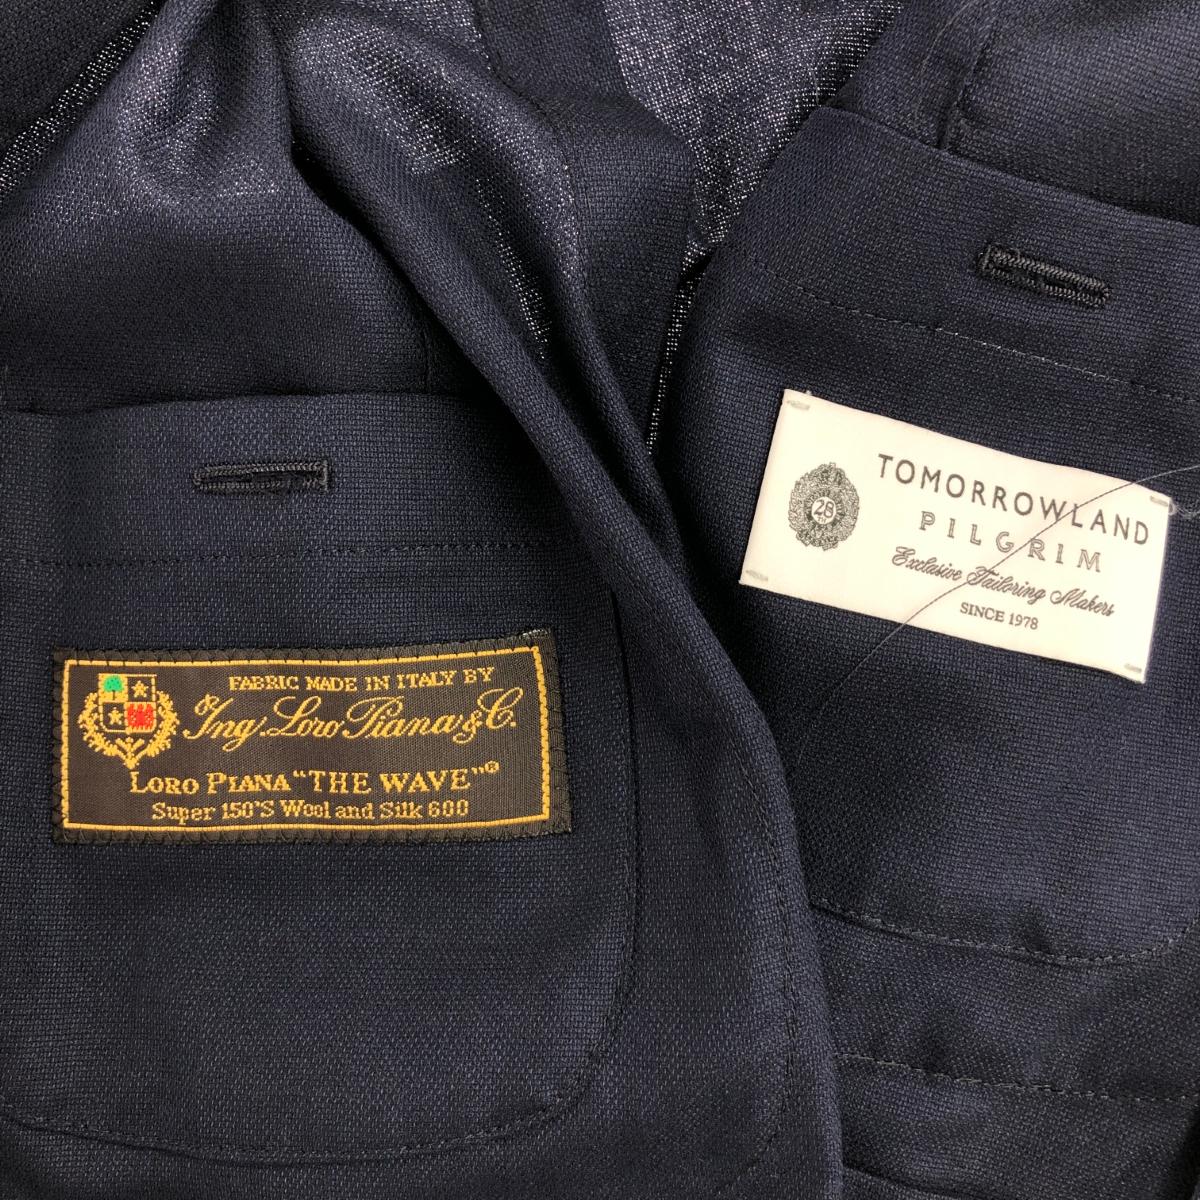 FABRIC MADE IN ITALY BY
Ing. Loro Piana & C.
LORO PIANA "THE WAVE"®
Super 150'S Wool and Silk 600
28
TOMORROWLAND
PILGRIM
Exclusive Tailoring Makers
SINCE 1978